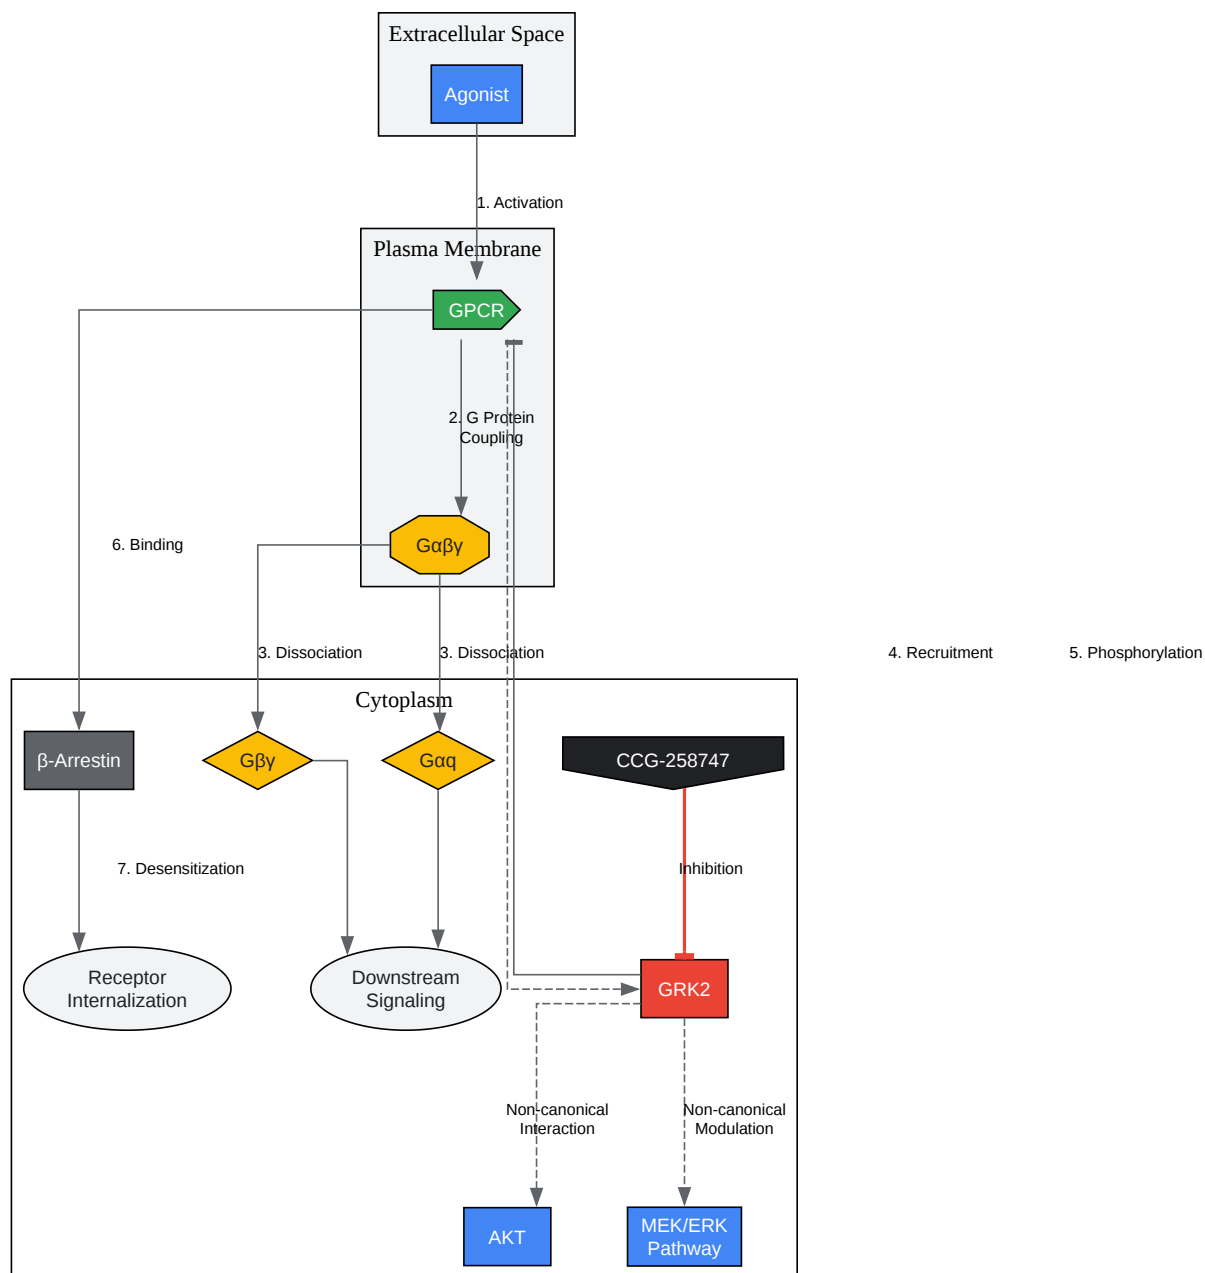 Extracellular Space
Agonist
1. Activation
Plasma Membrane
GPCR
2. G Protein
Coupling
6. Binding
Gαβγ
3. Dissociation
3. Dissociation
4. Recruitment
5. Phosphorylation
Cytoplasm
β-Arrestin
Gβγ
Gαq
CCG-258747
7. Desensitization
Inhibition
Receptor
Internalization
Downstream
Signaling
GRK2
Non-canonical
Interaction
Non-canonical
Modulation
AKT
MEK/ERK
Pathway